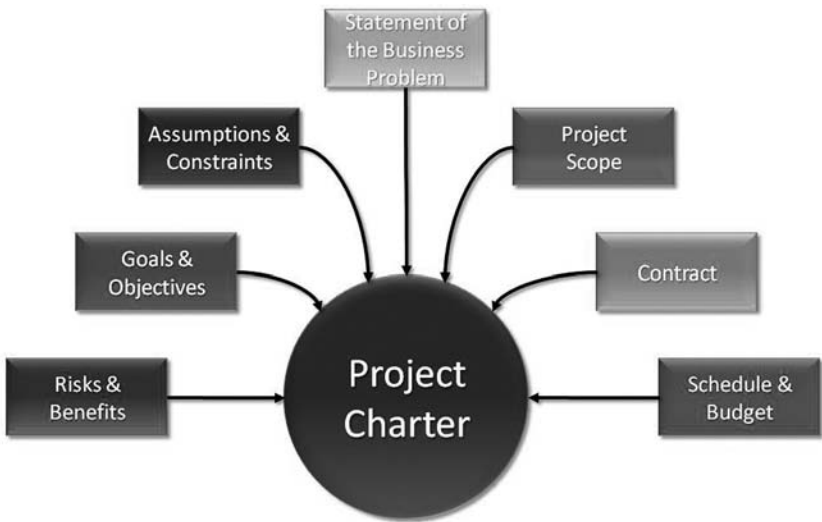 Statement of
the Business
Problem
Assumptions &
Constraints
Project
Scope
Goals &
Objectives
Contract
Risks &
Benefits
Project
Charter
Schedule &
Budget